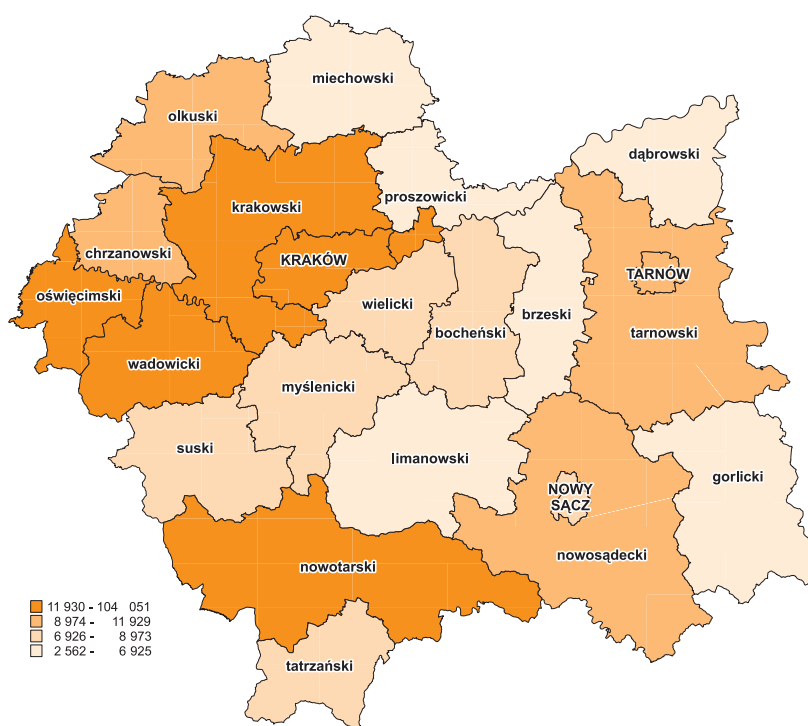 miechowski
olkuski
dąbrowski
proszowicki
krakowski
chrzanowski
KRAKÓW
TARNÓW
oświęcimski
wielicki
brzeski
bocheński
tarnowski
wadowicki
myślenicki
suski
limanowski
gorlicki
NOWY
SĄCZ
nowosądecki
nowotarski
tatrzański
11 930 - 104 051
8 974 - 11 929
6 926 - 8 973
2 562 - 6 925